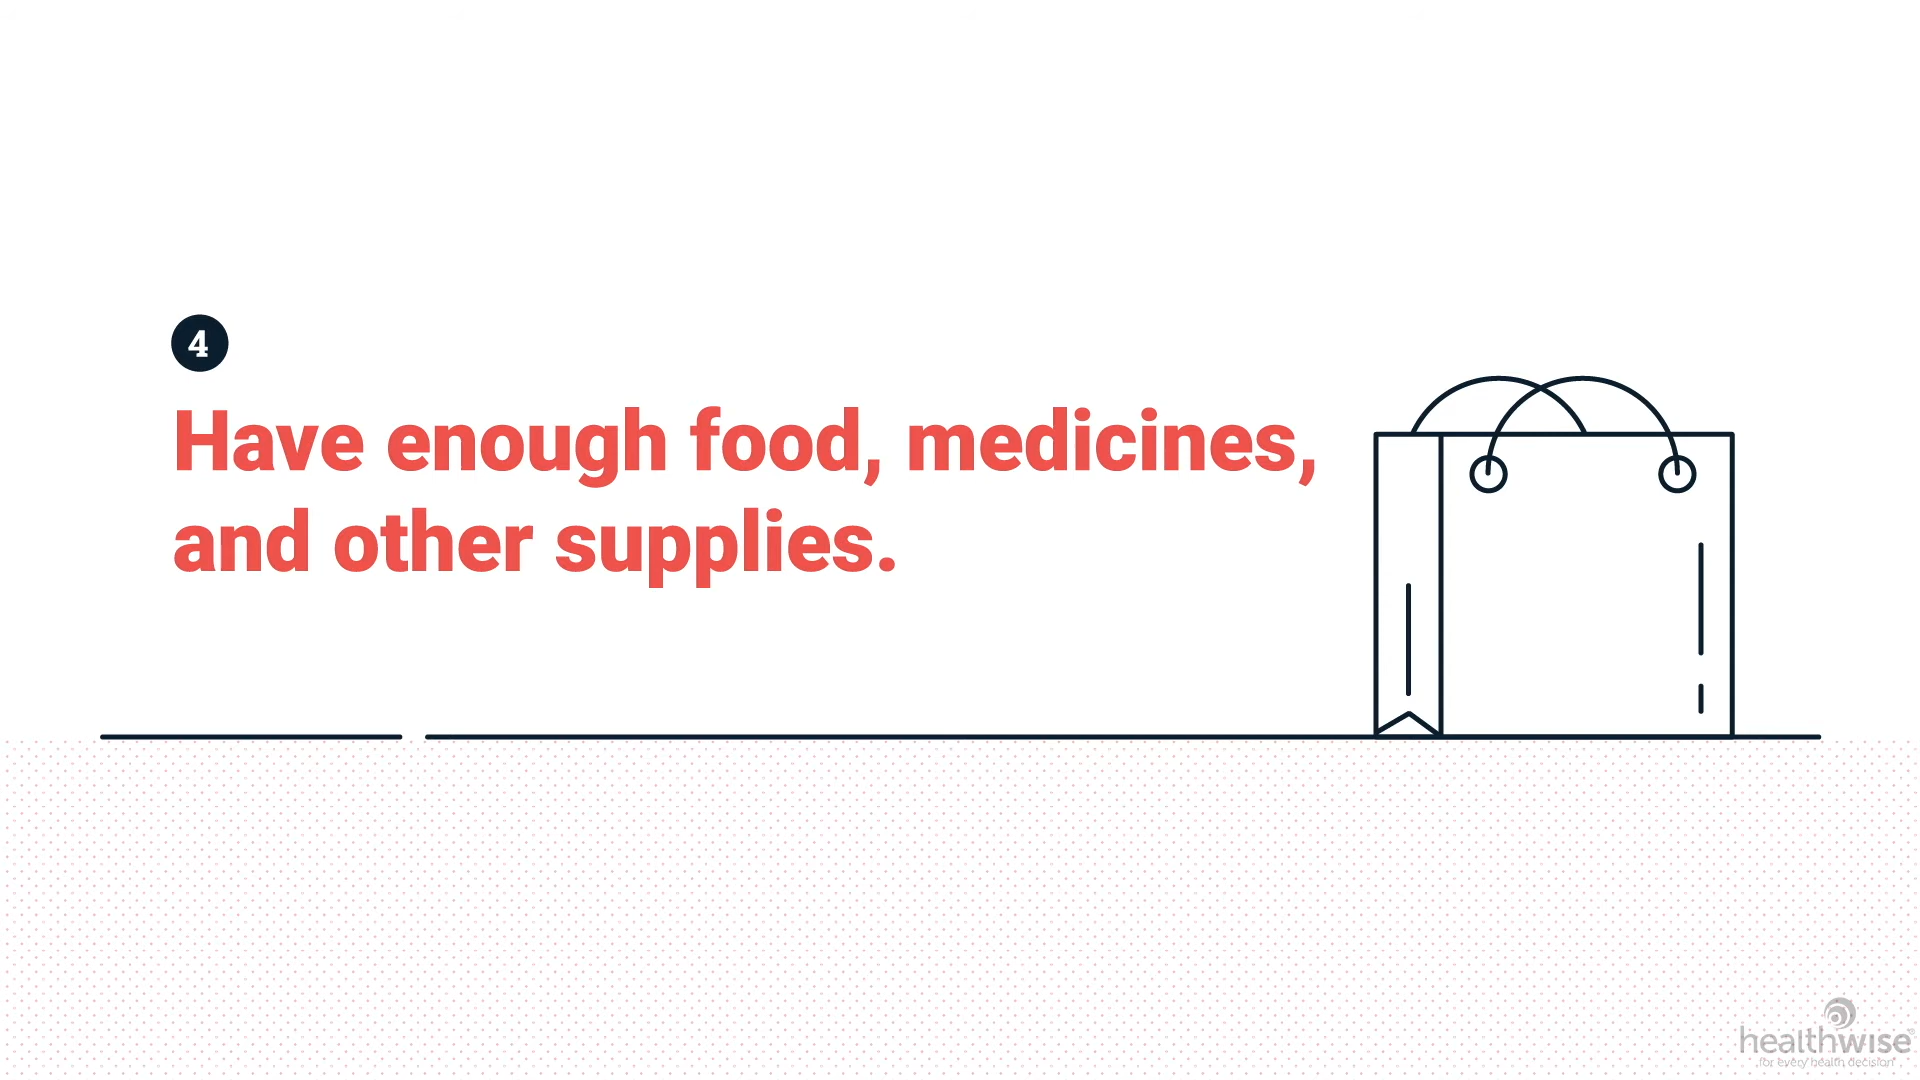 4
Have enough food, medicines,
and other supplies.
healthwise®
for every health decision